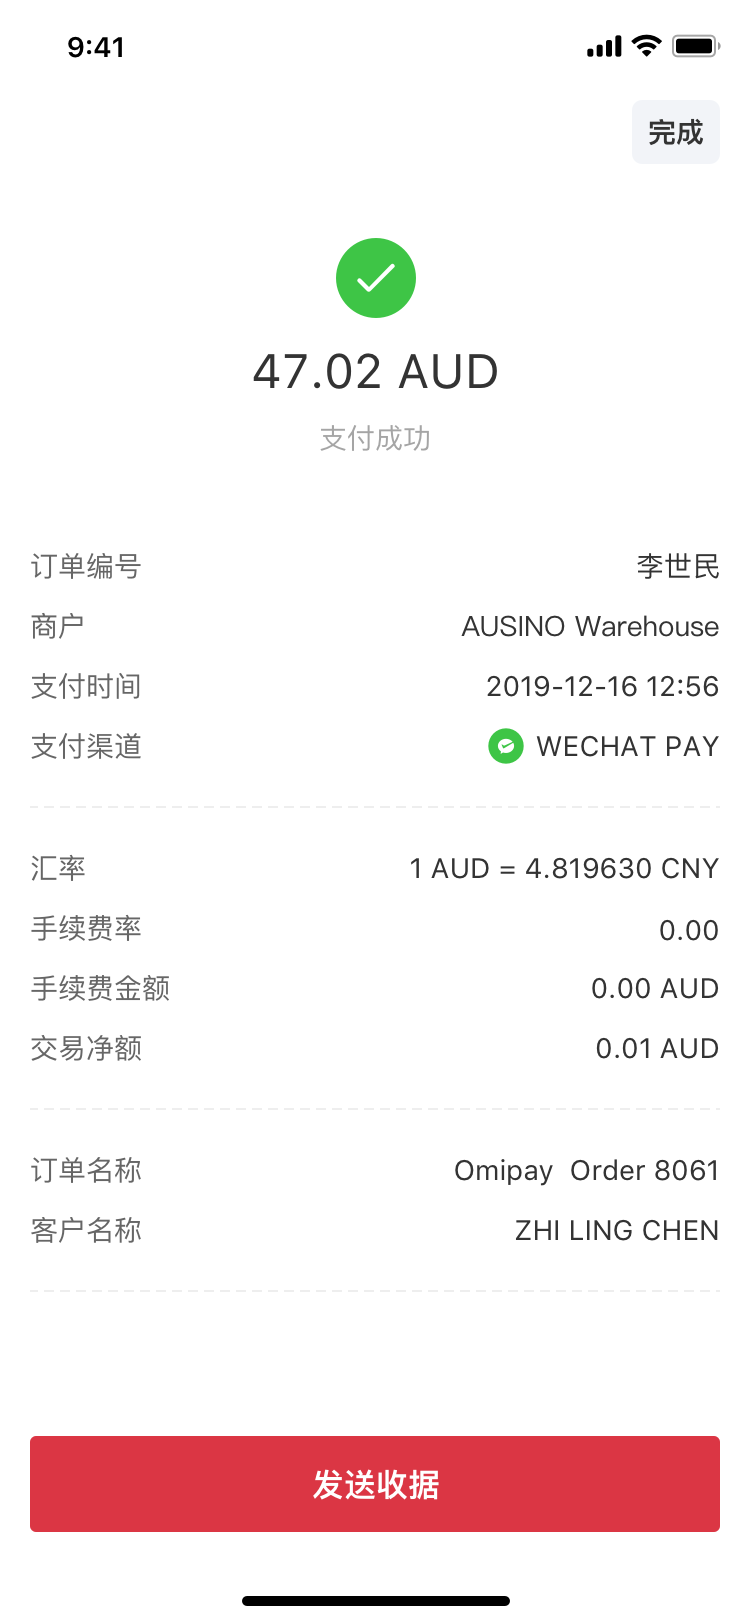 9:41
完成
47.02 AUD
支付成功
订单编号 李世民
商户 AUSINO Warehouse
支付时间 2019-12-16 12:56
支付渠道 WECHAT PAY
汇率 1 AUD = 4.819630 CNY
手续费率 0.00
手续费金额 0.00 AUD
交易净额 0.01 AUD
订单名称 Omipay  Order 8061
客户名称 ZHI LING CHEN
发送收据